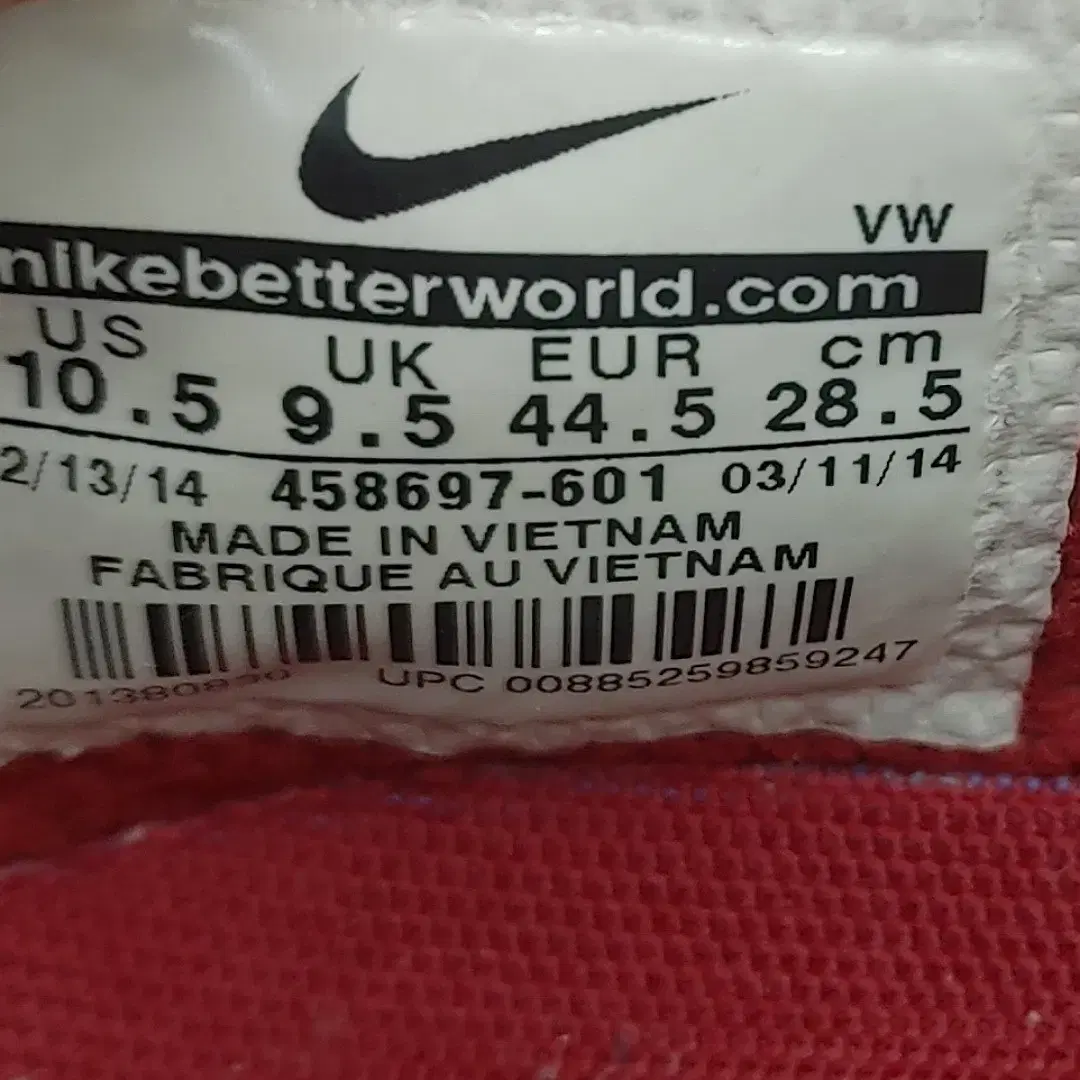 VW
nikebetterworld.com
US UK EUR cm
10.5 9.5 44.5 28.5
2/13/14 458697-601 03/11/14
MADE IN VIETNAM
FABRIQUE AU VIETNAM
UPC 00885259859247